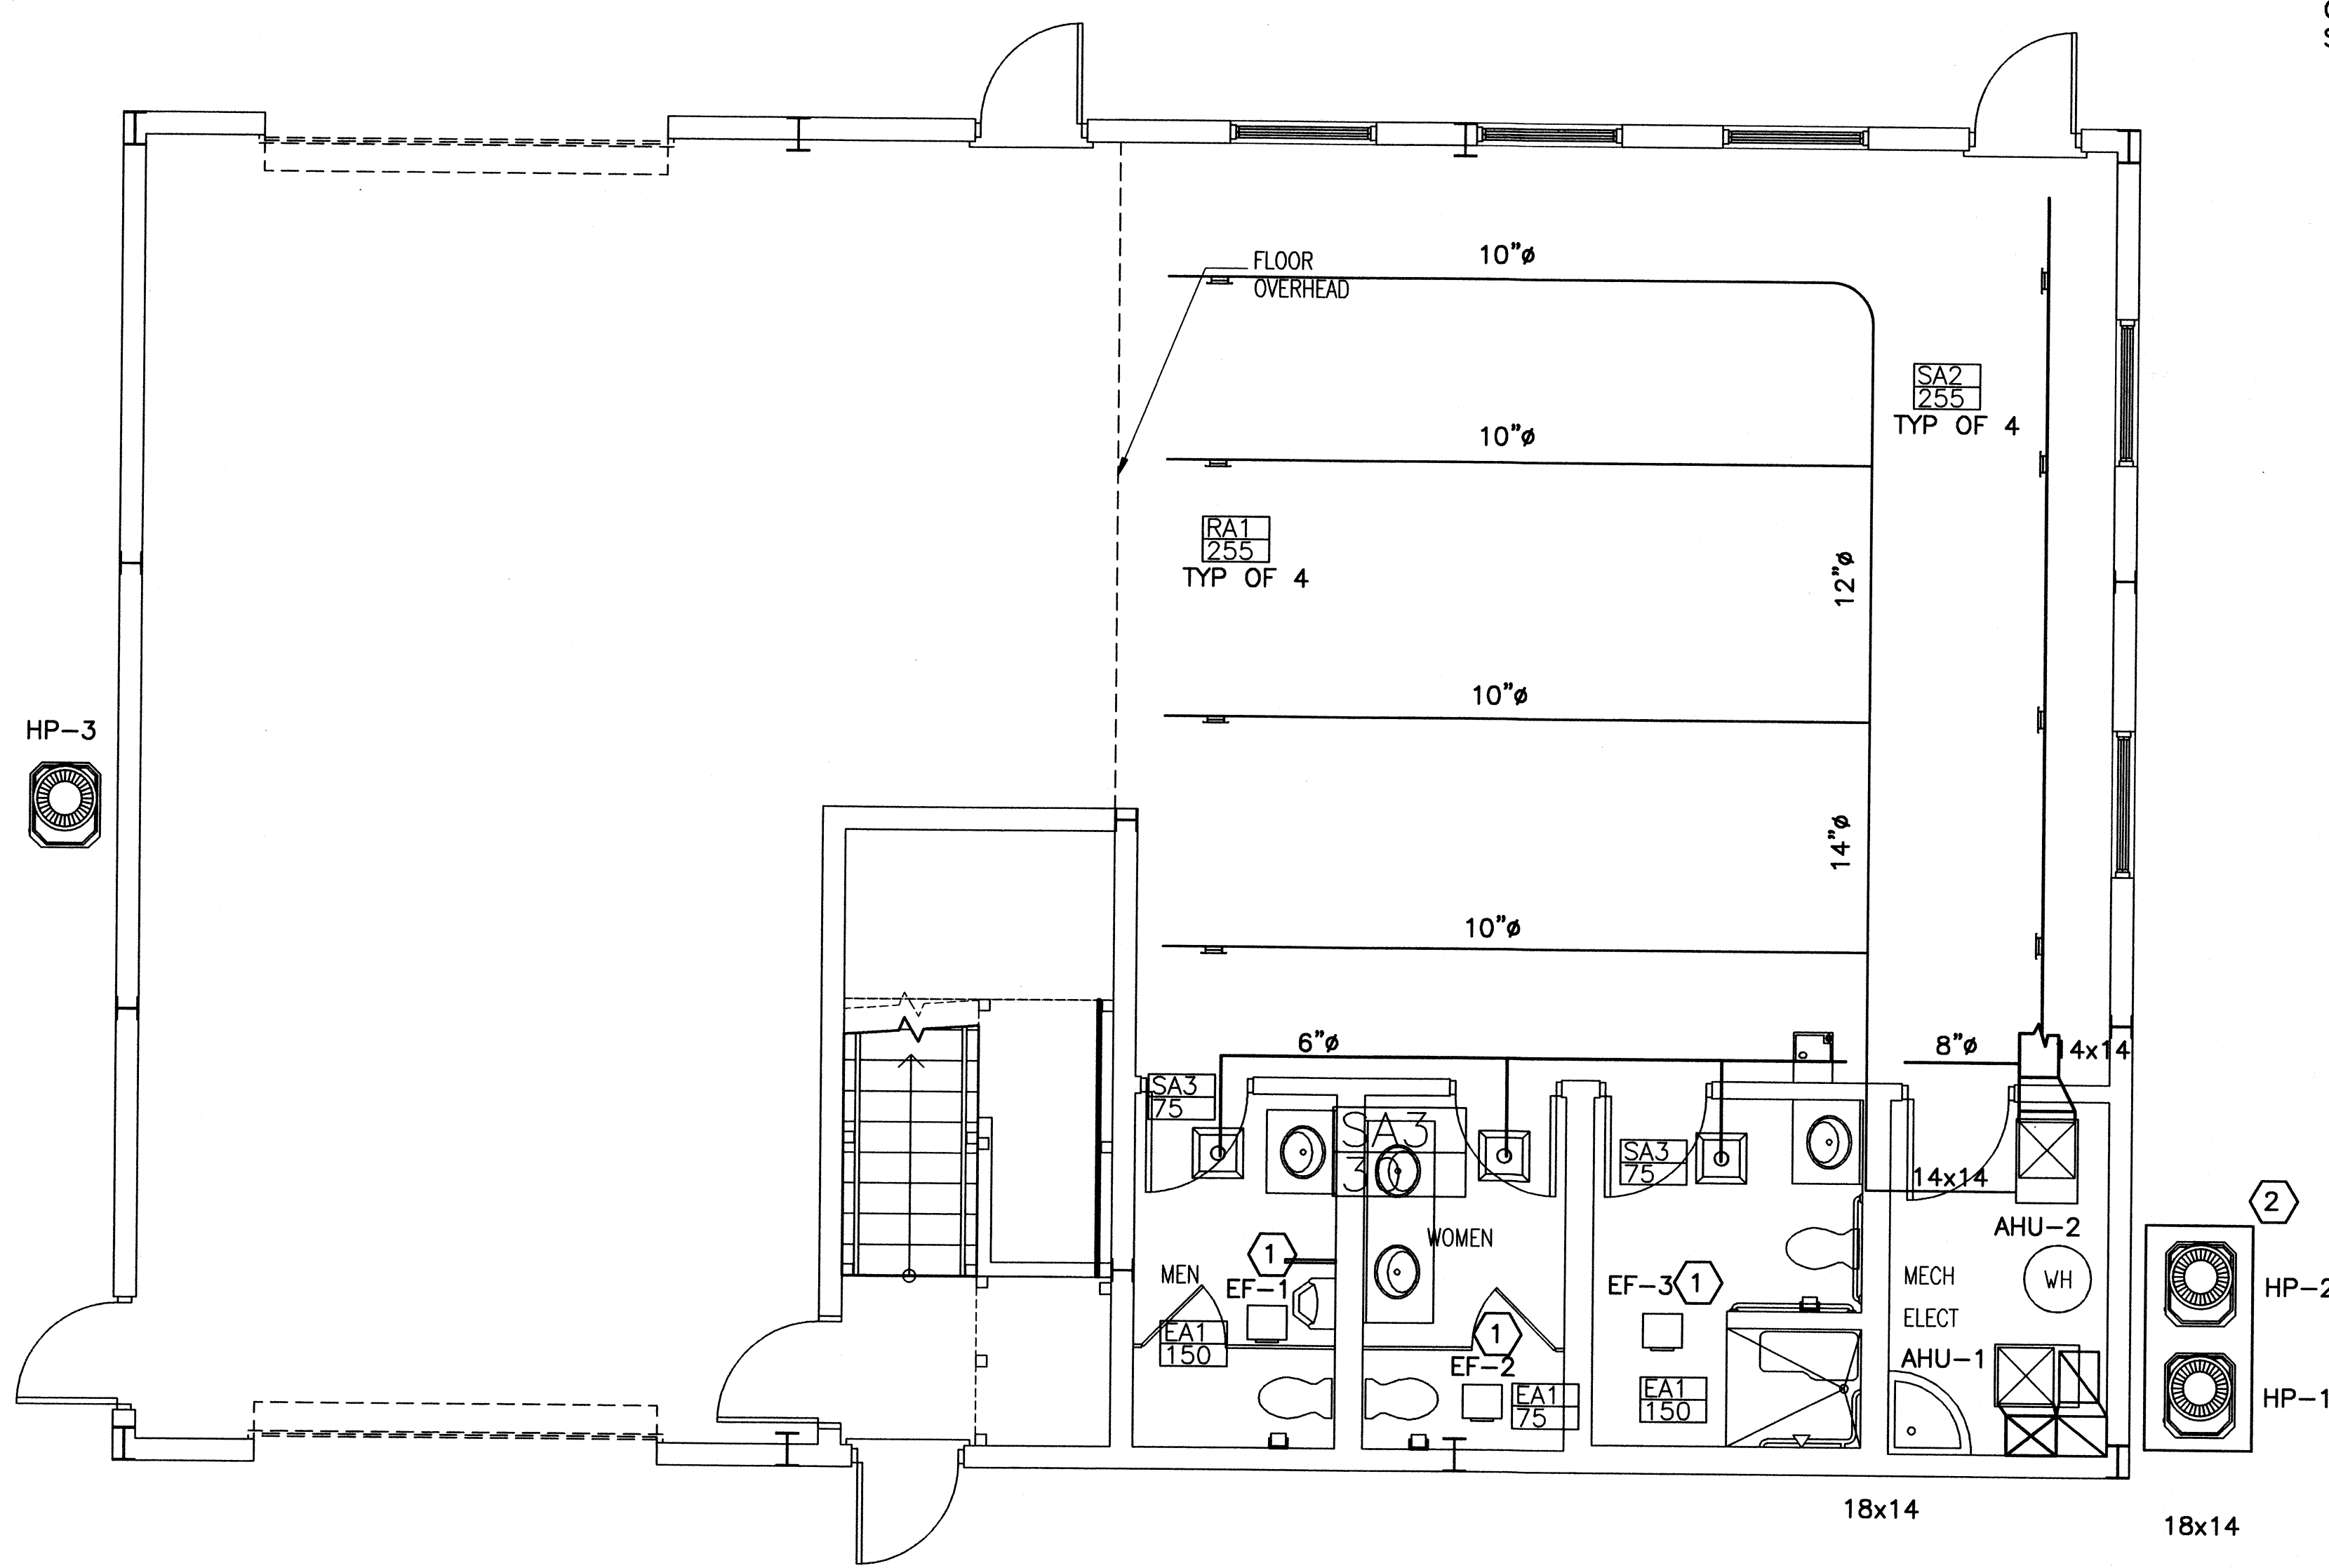 10"ø
FLOOR
OVERHEAD
SA2
255
TYP OF 4
10"ø
RA1
255
TYP OF 4
12"ø
10"ø
HP-3
14"ø
10"ø
6"ø
8"ø
14x14
SA3
75
SA3
SA3
75
14x14
2
AHU-2
WOMEN
1
MEN
EF-1
EF-3
1
MECH
WH
HP-2
ELECT
EA1
150
1
EF-2
AHU-1
EA1
75
EA1
150
HP-1
18x14
18x14